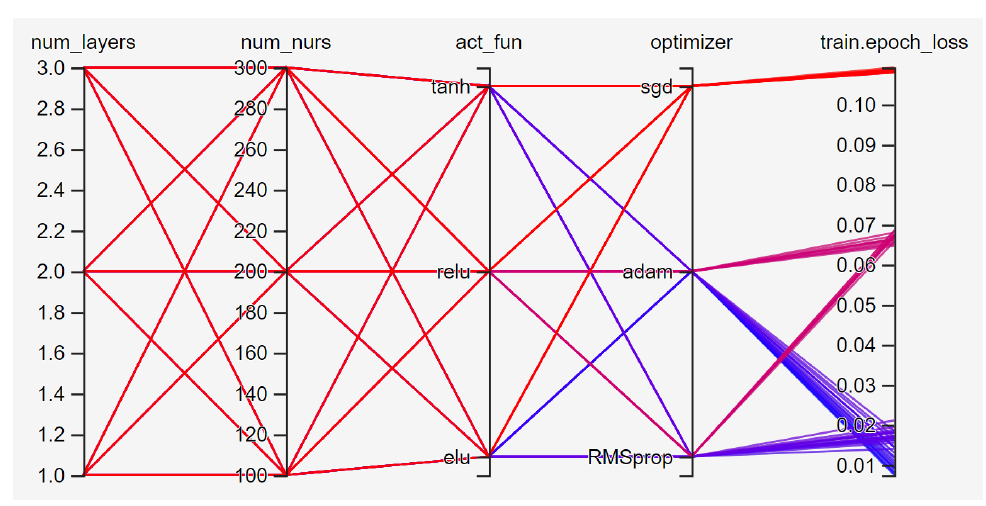 num_layers
num_nurs
act_fun
optimizer
train.epoch_loss
3.0
2.8
2.6
2.4
2.2
2.0
1.8
1.6
1.4
1.2
1.0
300
280
260
240
220
200
180
160
140
120
100
tanh
relu
elu
sgd
adam
RMSprop
0.10
0.09
0.08
0.07
0.06
0.05
0.04
0.03
0.02
0.01